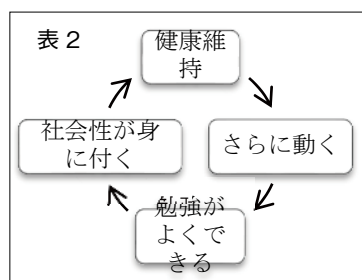 表２
健康維
持
さらに動く
勉強が
よくで
きる
社会性が身
に付く